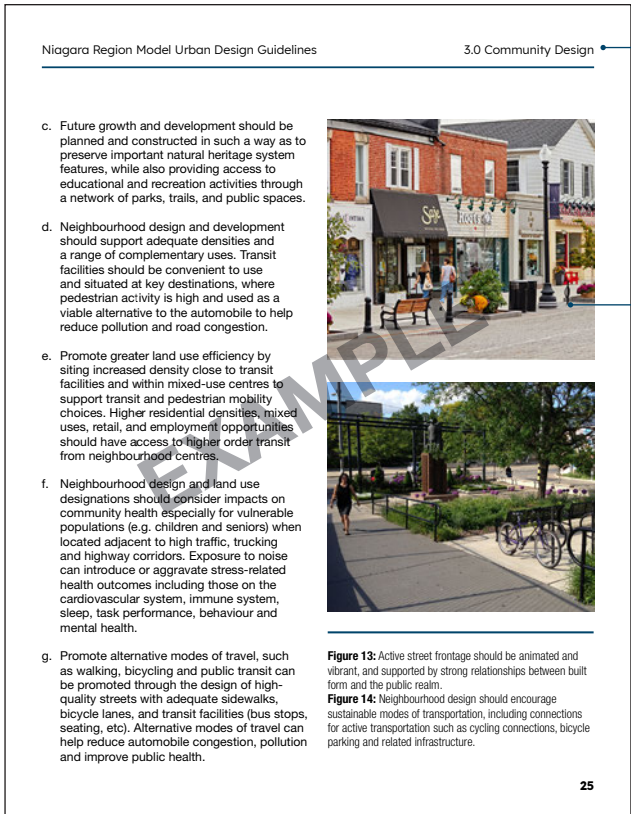 Niagara Region Model Urban Design Guidelines
3.0 Community Design
c. Future growth and development should be
planned and constructed in such a way as to
preserve important natural heritage system
features, while also providing access to
educational and recreation activities through
a network of parks, trails, and public spaces.
d. Neighbourhood design and development
should support adequate densities and
a range of complementary uses. Transit
facilities should be convenient to use
and situated at key destinations, where
pedestrian activity is high and used as a
viable alternative to the automobile to help
reduce pollution and road congestion.
e. Promote greater land use efficiency by
siting increased density close to transit
facilities and within mixed-use centres to
support transit and pedestrian mobility
choices. Higher residential densities, mixed
uses, retail, and employment opportunities
should have access to higher order transit
from neighbourhood centres.
f. Neighbourhood design and land use
designations should consider impacts on
community health especially for vulnerable
populations (e.g. children and seniors) when
located adjacent to high traffic, trucking
and highway corridors. Exposure to noise
can introduce or aggravate stress-related
health outcomes including those on the
cardiovascular system, immune system,
sleep, task performance, behaviour and
mental health.
g. Promote alternative modes of travel, such
as walking, bicycling and public transit can
be promoted through the design of high-
quality streets with adequate sidewalks,
bicycle lanes, and transit facilities (bus stops,
seating, etc). Alternative modes of travel can
help reduce automobile congestion, pollution
and improve public health.
EXAMPLE
Figure 13: Active street frontage should be animated and
vibrant, and supported by strong relationships between built
form and the public realm.
Figure 14: Neighbourhood design should encourage
sustainable modes of transportation, including connections
for active transportation such as cycling connections, bicycle
parking and related infrastructure.
25